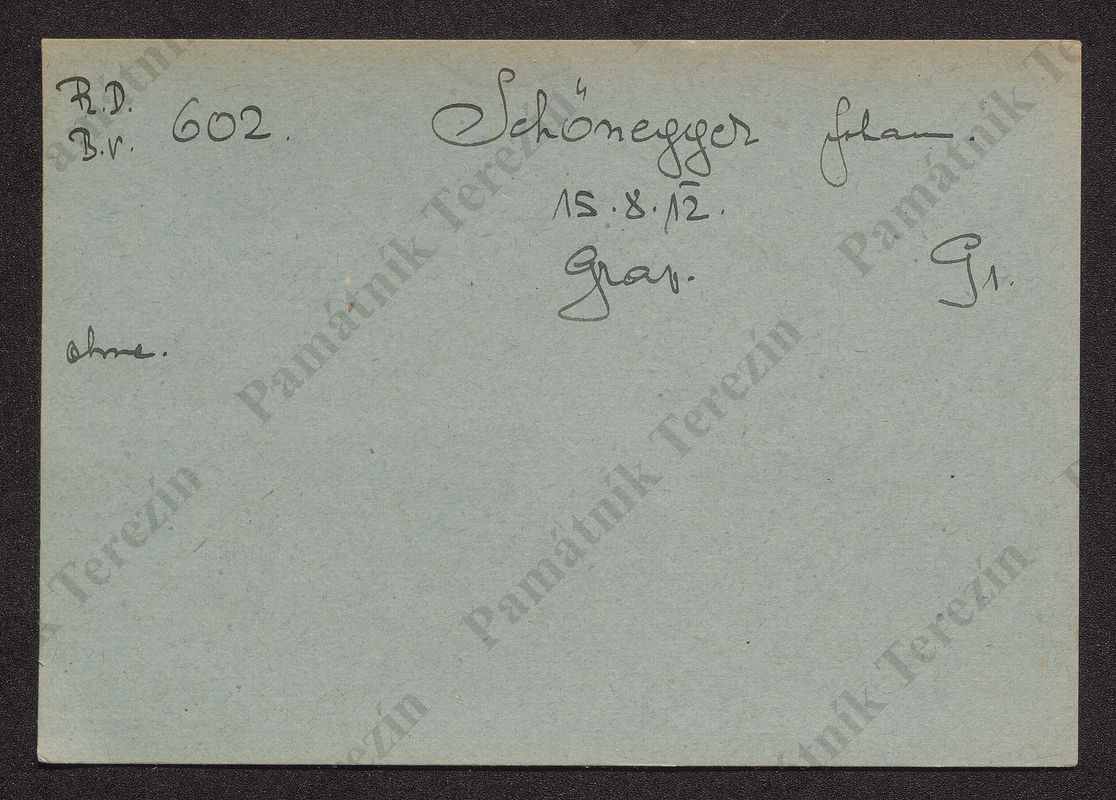 R.D.
B.V. 602. Schönegger Johann.
15.8.12.
Graz. G1.
ohne.
Památník Terezín